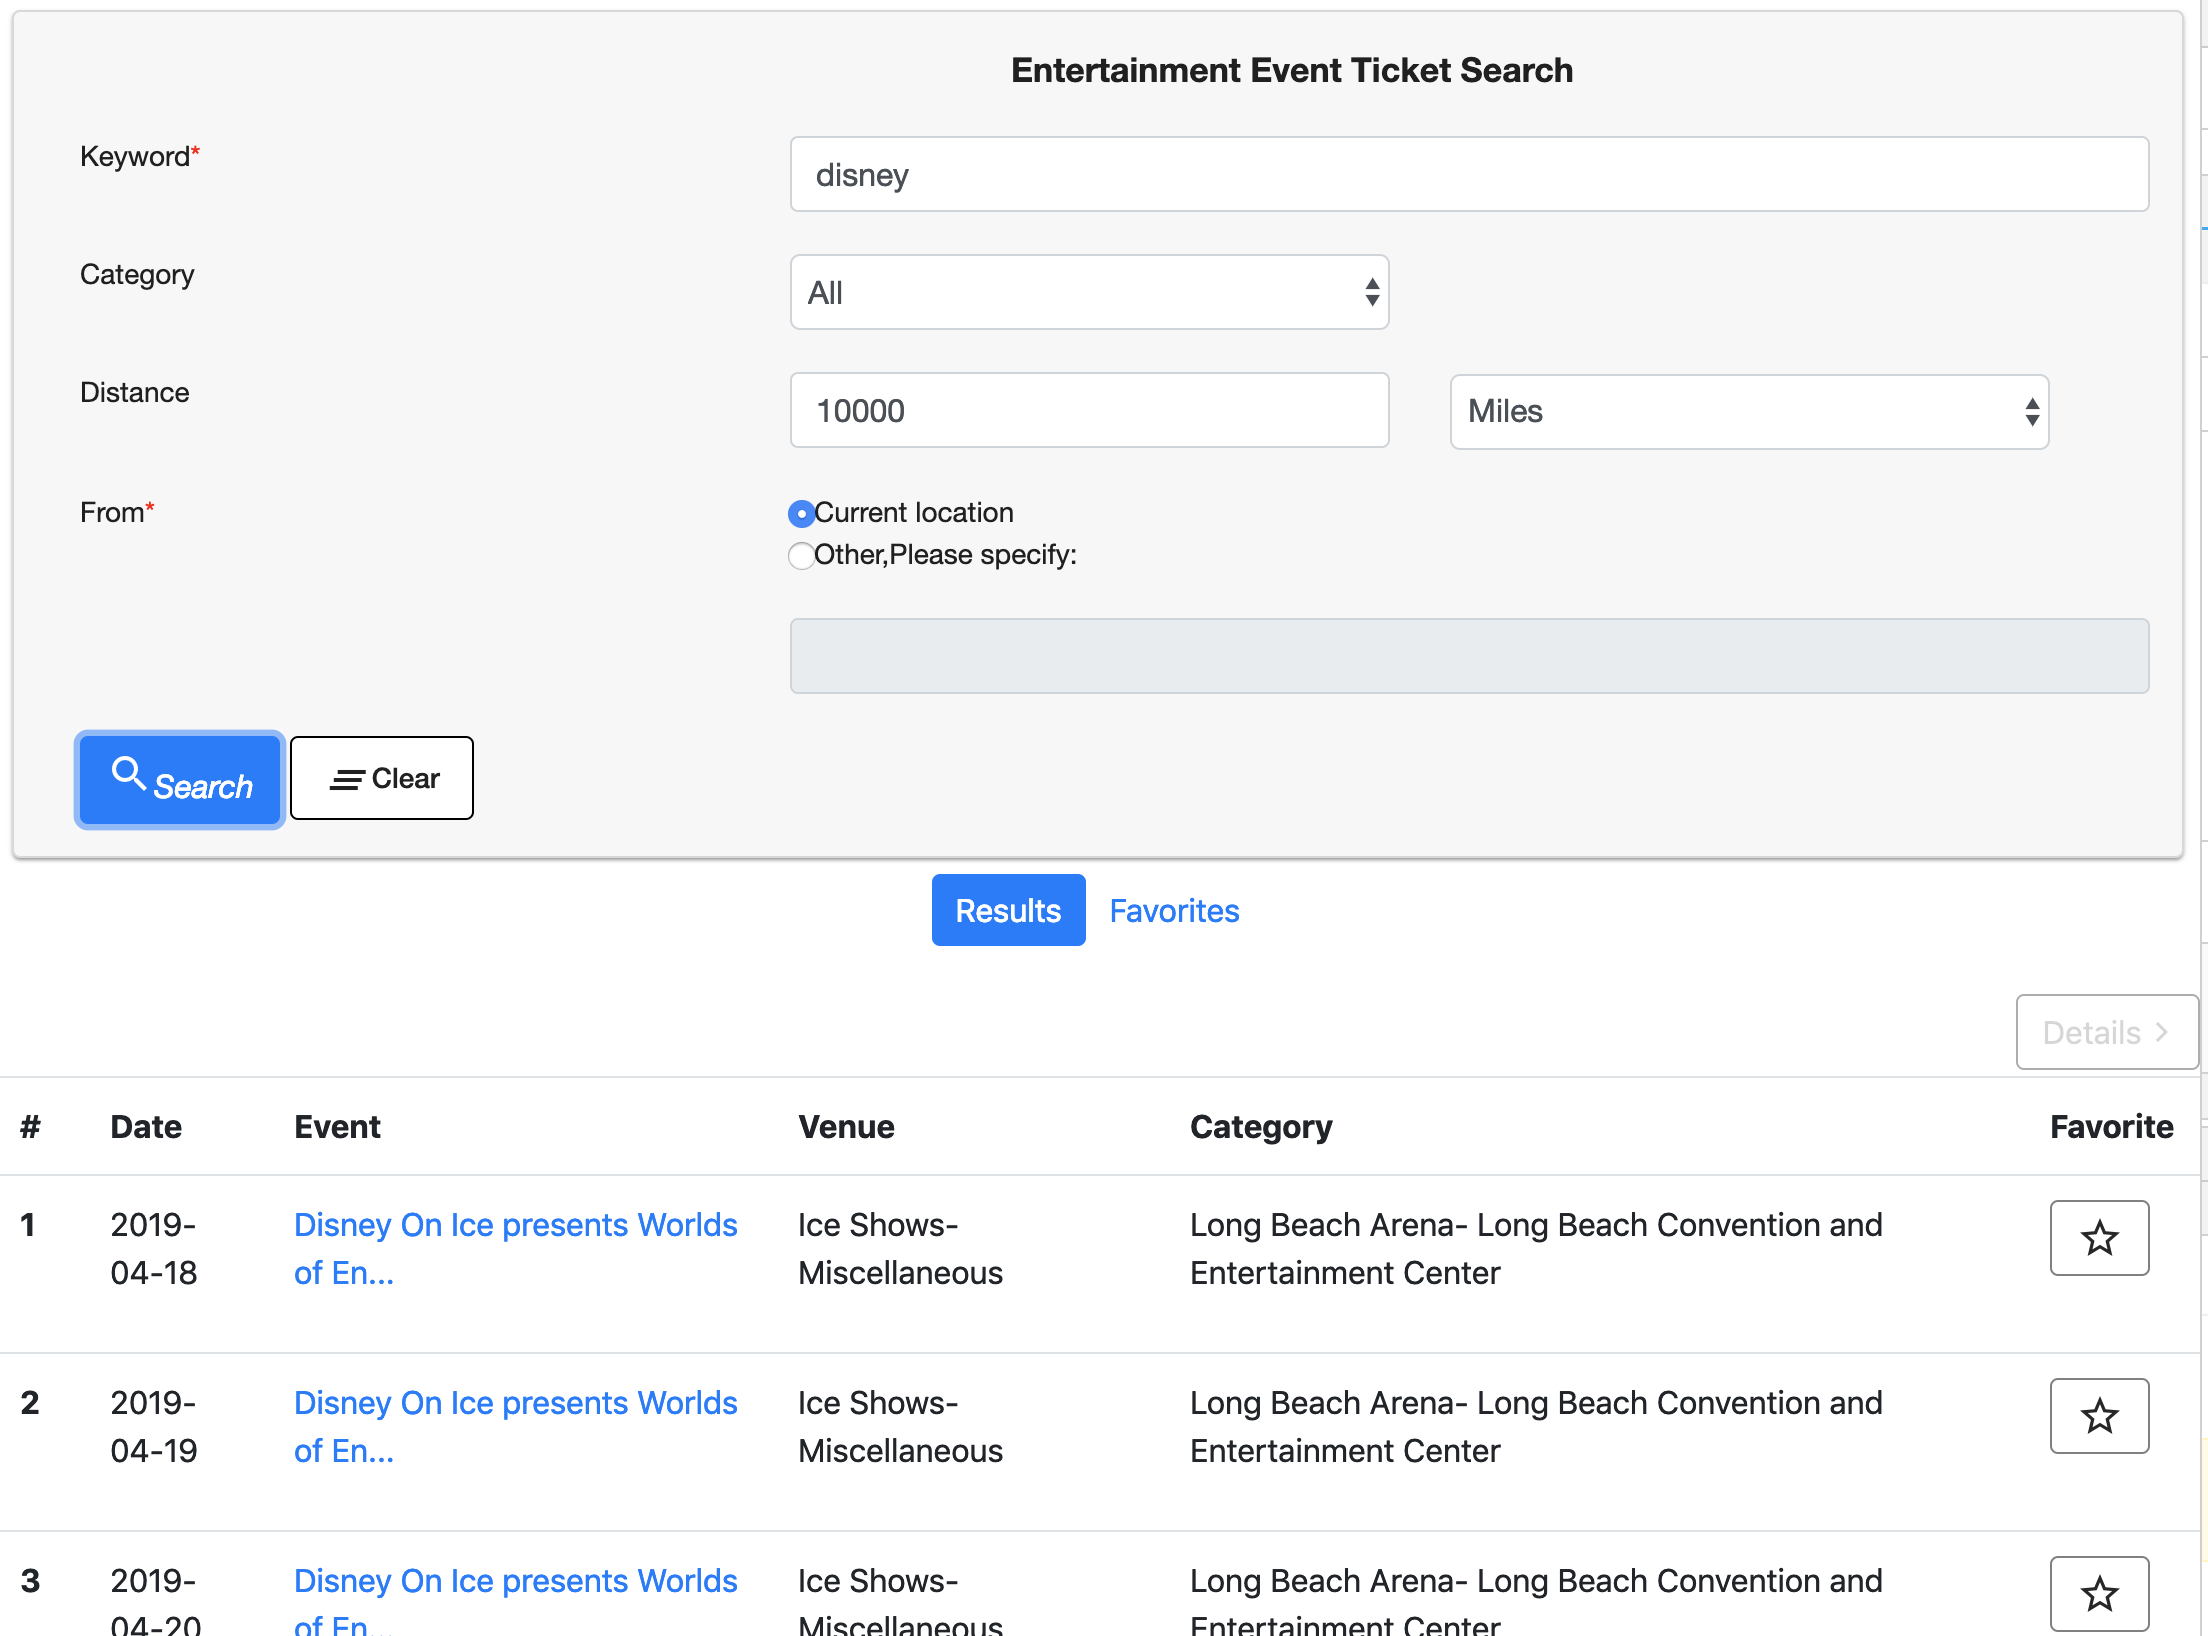 Entertainment Event Ticket Search
Keyword*
disney
Category
All
Distance
10000
Miles
From*
Current location
Other,Please specify:
Search
Clear
Results
Favorites
Details
# Date Event Venue Category Favorite
1 2019- Disney On Ice presents Worlds Ice Shows- Long Beach Arena- Long Beach Convention and
04-18 of En... Miscellaneous Entertainment Center
2 2019- Disney On Ice presents Worlds Ice Shows- Long Beach Arena- Long Beach Convention and
04-19 of En... Miscellaneous Entertainment Center
3 2019- Disney On Ice presents Worlds Ice Shows- Long Beach Arena- Long Beach Convention and
04-20 of En... Miscellaneous Entertainment Center